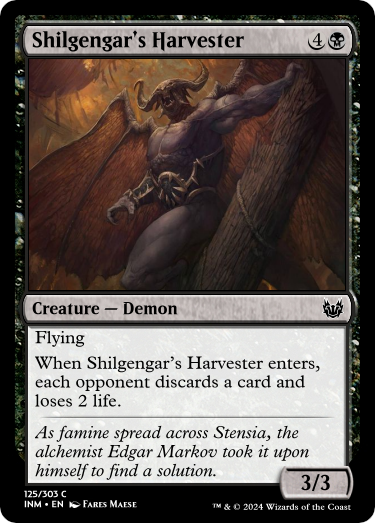 Shilgengar's Harvester 4
Creature — Demon
Flying
When Shilgengar's Harvester enters,
each opponent discards a card and
loses 2 life.
As famine spread across Stensia, the
alchemist Edgar Markov took it upon
himself to find a solution.
3/3
125/303 C
INM • EN Fares Maese
™ & © 2024 Wizards of the Coast